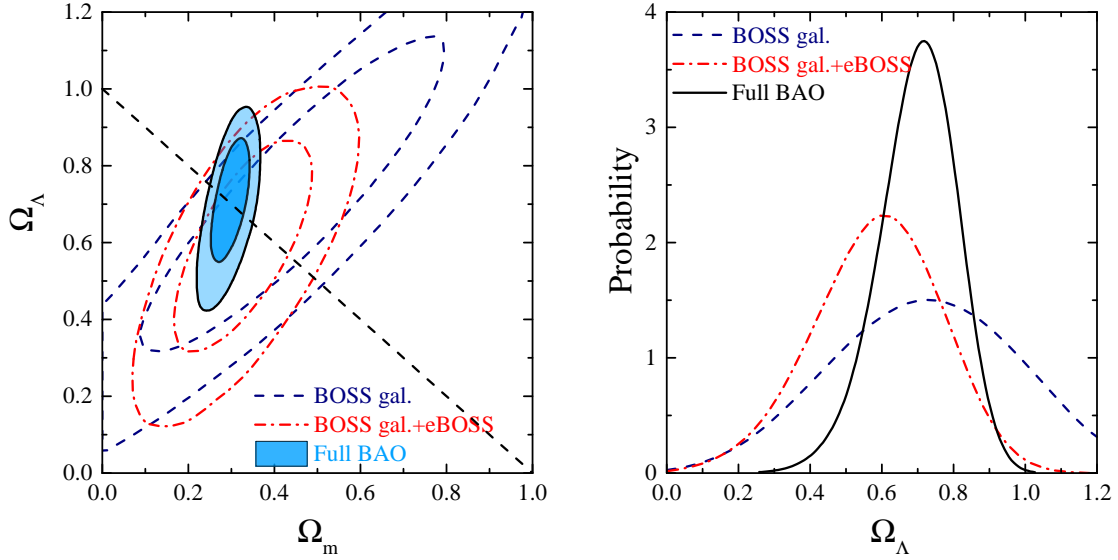 1.2
1.0
0.8
0.6
0.4
0.2
0.0
Ω_Λ
BOSS gal.
BOSS gal.+eBOSS
Full BAO
0.0 0.2 0.4 0.6 0.8 1.0
Ω_m
4
3
2
1
0
Probability
BOSS gal.
BOSS gal.+eBOSS
Full BAO
0.0 0.2 0.4 0.6 0.8 1.0 1.2
Ω_Λ